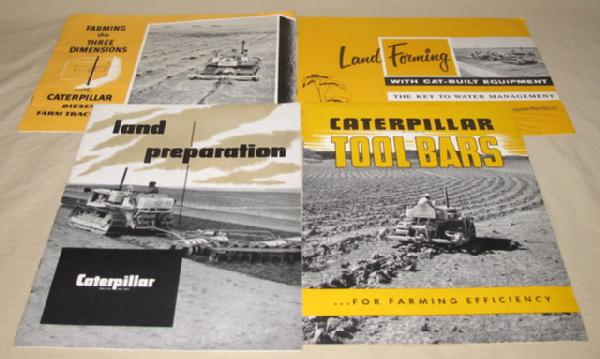 FARMING
THE
THREE
DIMENSIONS
CATERPILLAR
DIESEL
FARM TRAC
Land Forming
WITH CAT-BUILT EQUIPMENT
THE KEY TO WATER MANAGEMENT
land
preparation
Caterpillar
CATERPILLAR
TOOL BARS
...FOR FARMING EFFICIENCY